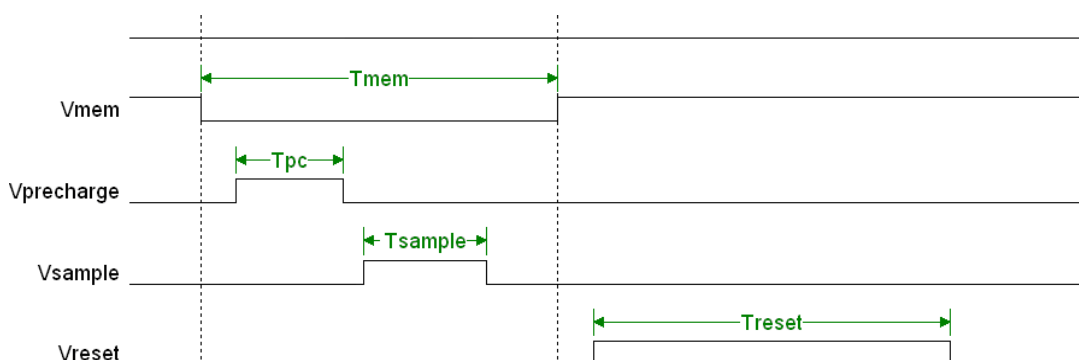 Tmem
Vmem
Tpc
Vprecharge
Tsample
Vsample
Treset
Vreset